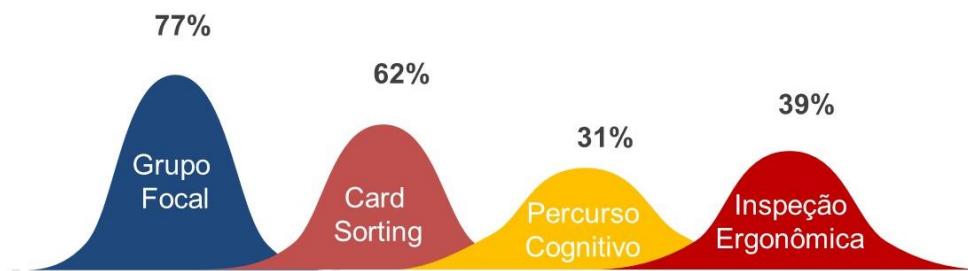 77%
Grupo
Focal
62%
Card
Sorting
31%
Percurso
Cognitivo
39%
Inspeção
Ergonômica